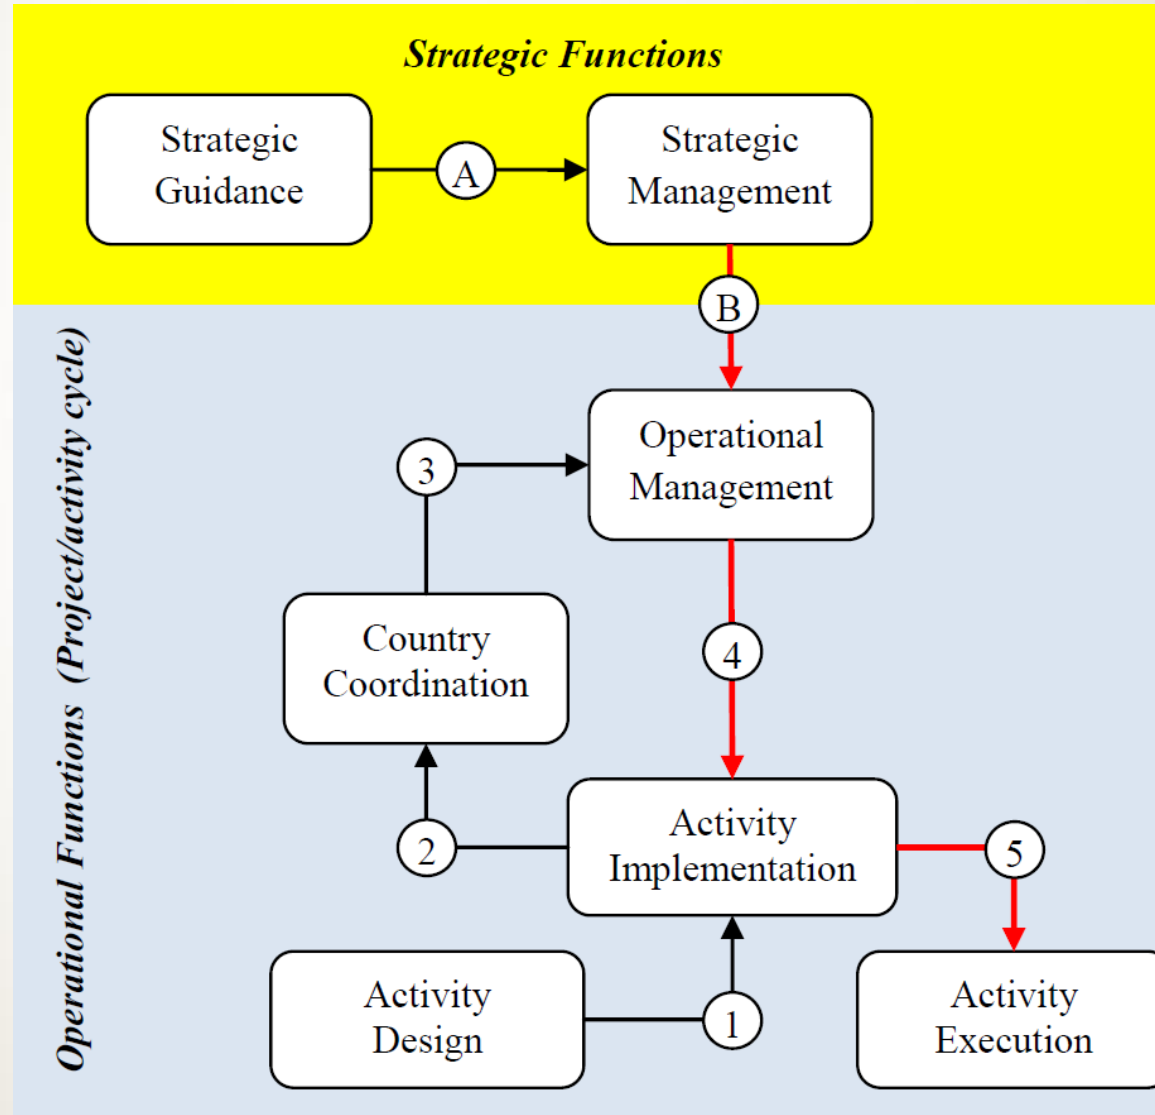 Strategic Functions
Strategic
Guidance
A
Strategic
Management
B
Operational Functions (Project/activity cycle)
Operational
Management
3
Country
Coordination
4
2
Activity
Implementation
5
Activity
Design
1
Activity
Execution